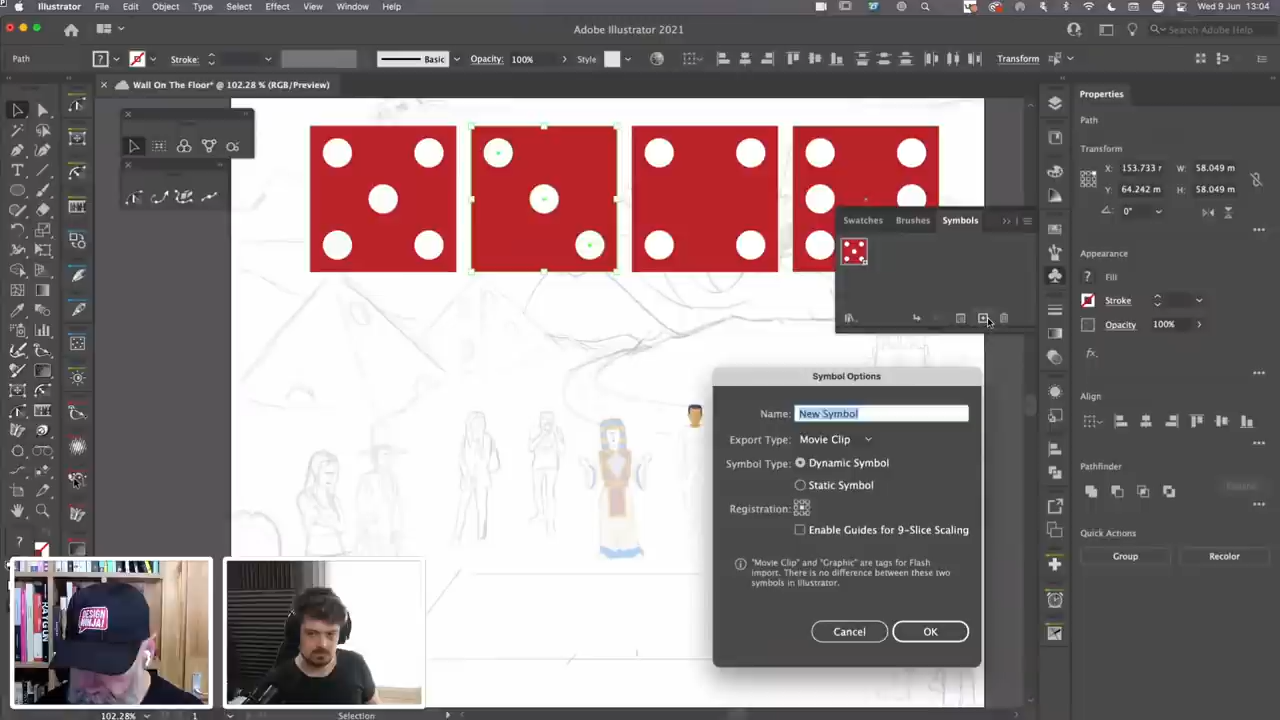 Illustrator File Edit Object Type Select Effect View Window Help
Wed 9 Jun 13:04
Adobe Illustrator 2021
Search Adobe Help
Path
Stroke:
Basic
Opacity: 100%
Style
Transform
Wall On The Floor* @ 102.28 % (RGB/Preview)
Properties
Path
Transform
X: 153.733 r
W: 58.049 m
Y: 64.242 m
H: 58.049 m
0°
Swatches Brushes Symbols
Appearance
Fill
Stroke
Opacity 100%
fx.
Align
Pathfinder
Quick Actions
Group
Recolor
Symbol Options
Name: New Symbol
Export Type: Movie Clip
Symbol Type: Dynamic Symbol
Static Symbol
Registration:
Enable Guides for 9-Slice Scaling
"Movie Clip" and "Graphic" are tags for Flash
import. There is no difference between these two
symbols in Illustrator.
Cancel
OK
DESIGN
NINJA!
102.28%
1
Selection